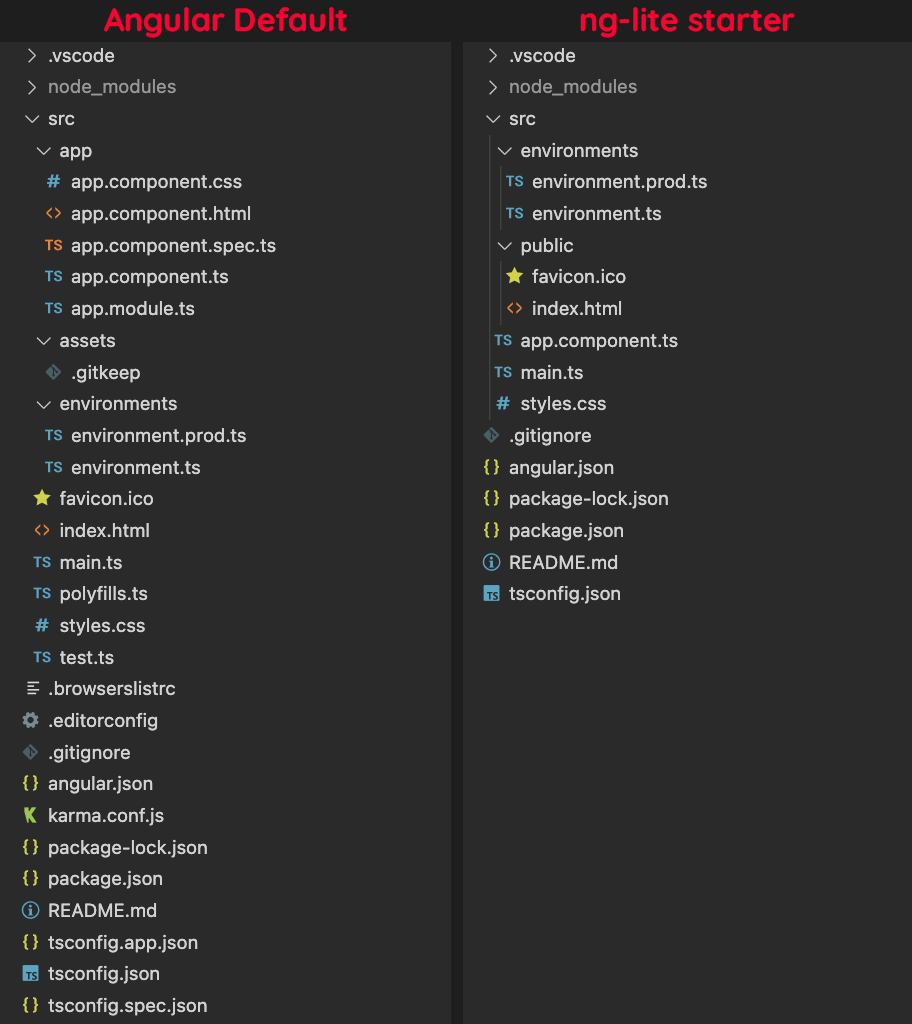 Angular Default
.vscode
node_modules
src
app
app.component.css
app.component.html
TS app.component.spec.ts
TS app.component.ts
TS app.module.ts
assets
.gitkeep
environments
TS environment.prod.ts
TS environment.ts
favicon.ico
index.html
TS main.ts
TS polyfills.ts
# styles.css
TS test.ts
.browserslistrc
.editorconfig
.gitignore
{} angular.json
karma.conf.js
{} package-lock.json
{} package.json
README.md
{} tsconfig.app.json
TS tsconfig.json
{} tsconfig.spec.json
ng-lite starter
.vscode
node_modules
src
environments
TS environment.prod.ts
TS environment.ts
public
favicon.ico
index.html
TS app.component.ts
TS main.ts
# styles.css
.gitignore
{} angular.json
{} package-lock.json
{} package.json
README.md
TS tsconfig.json